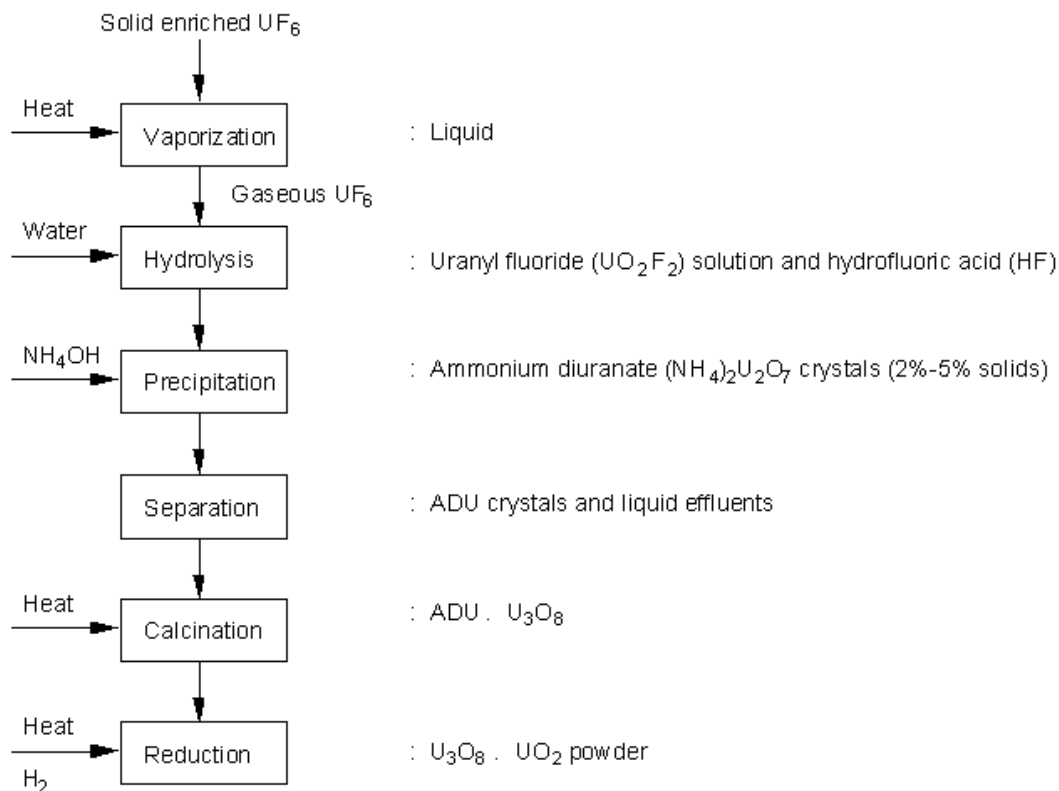 Solid enriched UF6
Heat
Vaporization
: Liquid
Gaseous UF6
Water
Hydrolysis
: Uranyl fluoride (UO2F2) solution and hydrofluoric acid (HF)
NH4OH
Precipitation
: Ammonium diuranate (NH4)2U2O7 crystals (2%-5% solids)
Separation
: ADU crystals and liquid effluents
Heat
Calcination
: ADU . U3O8
Heat
Reduction
: U3O8 . UO2 powder
H2